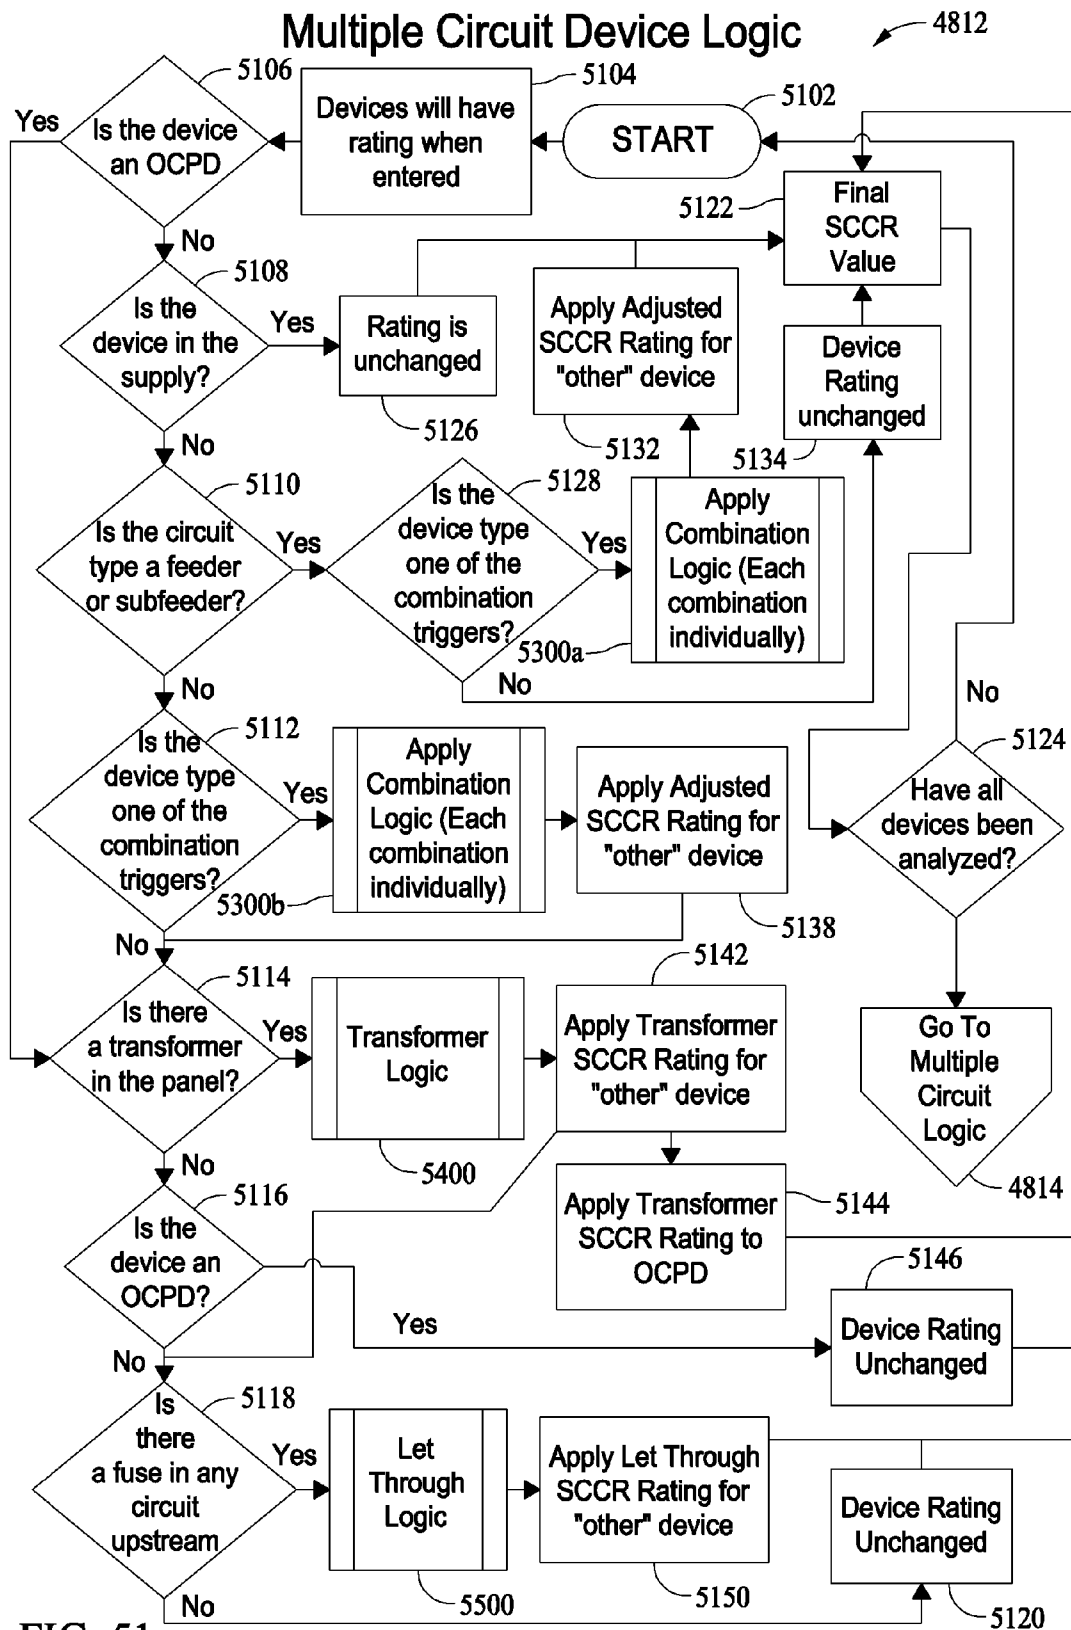 Multiple Circuit Device Logic
4812
5106
Is the device
an OCPD
Yes
No
5104
Devices will have
rating when
entered
5102
START
5122
Final
SCCR
Value
5108
Is the
device in the
supply?
Yes
No
Rating is
unchanged
5126
Apply Adjusted
SCCR Rating for
"other" device
5132
Device
Rating
unchanged
5134
5110
Is the circuit
type a feeder
or subfeeder?
Yes
No
5128
Is the
device type
one of the
combination
triggers?
Yes
No
Apply
Combination
Logic (Each
combination
individually)
5300a
5112
Is the
device type
one of the
combination
triggers?
Yes
No
Apply
Combination
Logic (Each
combination
individually)
5300b
Apply Adjusted
SCCR Rating for
"other" device
5138
No
5124
Have all
devices been
analyzed?
Go To
Multiple
Circuit
Logic
4814
5114
Is there
a transformer
in the panel?
Yes
No
Transformer
Logic
5400
5142
Apply Transformer
SCCR Rating for
"other" device
Apply Transformer
SCCR Rating to
OCPD
5144
5116
Is the
device an
OCPD?
Yes
No
5146
Device Rating
Unchanged
5118
Is
there
a fuse in any
circuit
upstream
Yes
No
Let
Through
Logic
5500
Apply Let Through
SCCR Rating for
"other" device
5150
Device Rating
Unchanged
5120
FIG. 51